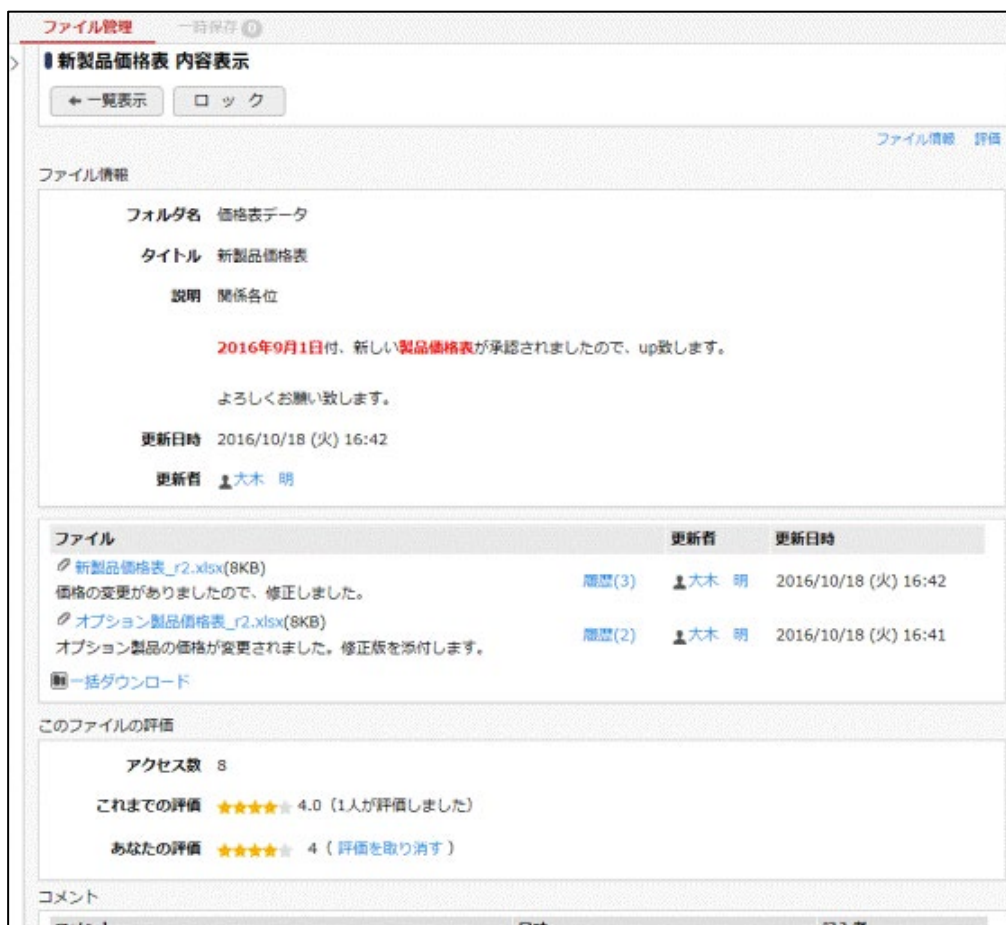 ファイル管理 一時保存 0
新製品価格表 内容表示
一覧表示 ロック
ファイル情報 評価
ファイル情報
フォルダ名 価格表データ
タイトル 新製品価格表
説明 関係各位
2016年9月1日付、新しい製品価格表が承認されましたので、up致します。
よろしくお願い致します。
更新日時 2016/10/18 (火) 16:42
更新者 大木 明
ファイル 更新者 更新日時
新製品価格表_r2.xlsx(8KB)
履歴(3) 大木 明 2016/10/18 (火) 16:42
価格の変更がありましたので、修正しました。
オプション製品価格表_r2.xlsx(8KB)
履歴(2) 大木 明 2016/10/18 (火) 16:41
オプション製品の価格が変更されました。修正版を添付します。
一括ダウンロード
このファイルの評価
アクセス数 8
これまでの評価 ★★★★★ 4.0（1人が評価しました）
あなたの評価 ★★★★★ 4（評価を取り消す）
コメント